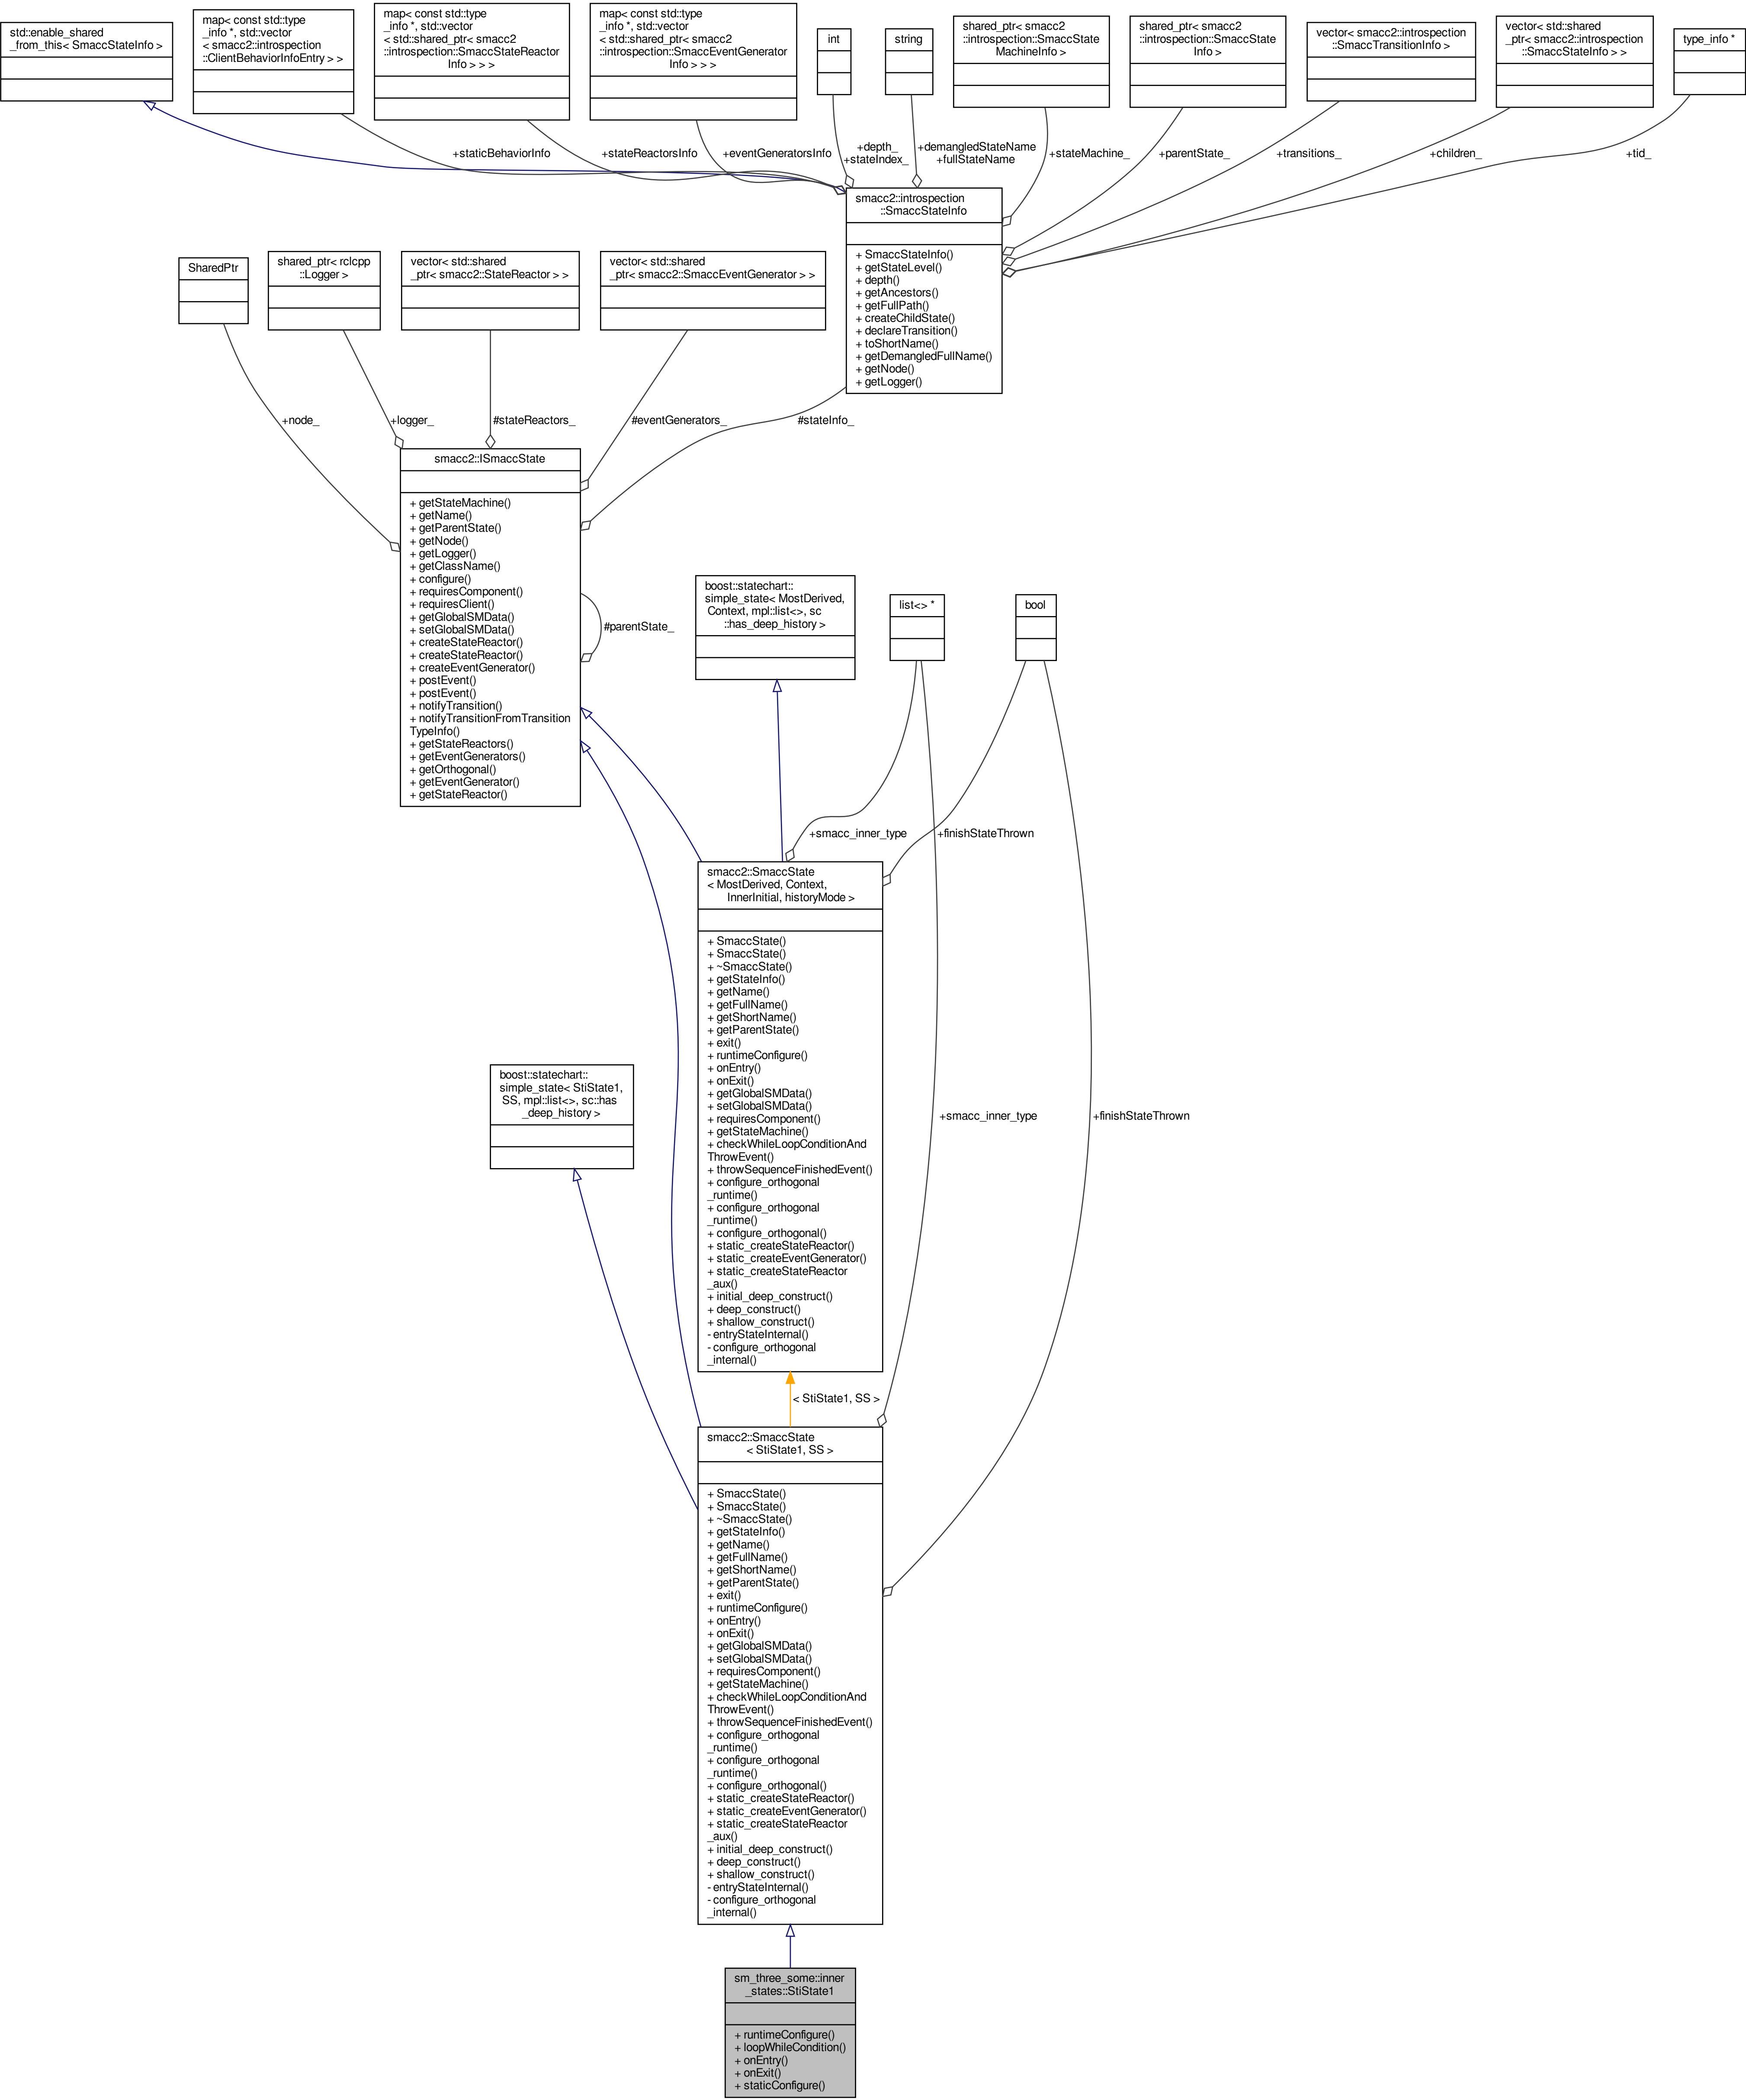 std::enable_shared
_from_this< SmaccStateInfo >
map< const std::type
_info *, std::vector
< smacc2::introspection
::ClientBehaviorInfoEntry > >
map< const std::type
_info *, std::vector
< std::shared_ptr< smacc2
::introspection::SmaccStateReactor
Info > > >
map< const std::type
_info *, std::vector
< std::shared_ptr< smacc2
::introspection::SmaccEventGenerator
Info > > >
int
string
shared_ptr< smacc2
::introspection::SmaccState
MachineInfo >
shared_ptr< smacc2
::introspection::SmaccState
Info >
vector< smacc2::introspection
::SmaccTransitionInfo >
vector< std::shared
_ptr< smacc2::introspection
::SmaccStateInfo > >
type_info *
+staticBehaviorInfo
+stateReactorsInfo
+eventGeneratorsInfo
+depth_
+stateIndex_
+demangledStateName
+fullStateName
+stateMachine_
+parentState_
+transitions_
+children_
+tid_
smacc2::introspection
::SmaccStateInfo
+ SmaccStateInfo()
+ getStateLevel()
+ depth()
+ getAncestors()
+ getFullPath()
+ createChildState()
+ declareTransition()
+ toShortName()
+ getDemangledFullName()
+ getNode()
+ getLogger()
SharedPtr
shared_ptr< rclcpp
::Logger >
vector< std::shared
_ptr< smacc2::StateReactor > >
vector< std::shared
_ptr< smacc2::SmaccEventGenerator > >
+node_
+logger_
#stateReactors_
#eventGenerators_
#stateInfo_
smacc2::ISmaccState
+ getStateMachine()
+ getName()
+ getParentState()
+ getNode()
+ getLogger()
+ getClassName()
+ configure()
+ requiresComponent()
+ requiresClient()
+ getGlobalSMData()
+ setGlobalSMData()
+ createStateReactor()
+ createStateReactor()
+ createEventGenerator()
+ postEvent()
+ postEvent()
+ notifyTransition()
+ notifyTransitionFromTransition
TypeInfo()
+ getStateReactors()
+ getEventGenerators()
+ getOrthogonal()
+ getEventGenerator()
+ getStateReactor()
#parentState_
boost::statechart::
simple_state< MostDerived,
Context, mpl::list<>, sc
::has_deep_history >
list<> *
bool
+smacc_inner_type
+finishStateThrown
smacc2::SmaccState
< MostDerived, Context,
InnerInitial, historyMode >
+ SmaccState()
+ SmaccState()
+ ~SmaccState()
+ getStateInfo()
+ getName()
+ getFullName()
+ getShortName()
+ getParentState()
+ exit()
+ runtimeConfigure()
+ onEntry()
+ onExit()
+ getGlobalSMData()
+ setGlobalSMData()
+ requiresComponent()
+ getStateMachine()
+ checkWhileLoopConditionAnd
ThrowEvent()
+ throwSequenceFinishedEvent()
+ configure_orthogonal
_runtime()
+ configure_orthogonal
_runtime()
+ configure_orthogonal()
+ static_createStateReactor()
+ static_createEventGenerator()
+ static_createStateReactor
_aux()
+ initial_deep_construct()
+ deep_construct()
+ shallow_construct()
- entryStateInternal()
- configure_orthogonal
_internal()
boost::statechart::
simple_state< StiState1,
SS, mpl::list<>, sc::has
_deep_history >
+smacc_inner_type
+finishStateThrown
< StiState1, SS >
smacc2::SmaccState
< StiState1, SS >
+ SmaccState()
+ SmaccState()
+ ~SmaccState()
+ getStateInfo()
+ getName()
+ getFullName()
+ getShortName()
+ getParentState()
+ exit()
+ runtimeConfigure()
+ onEntry()
+ onExit()
+ getGlobalSMData()
+ setGlobalSMData()
+ requiresComponent()
+ getStateMachine()
+ checkWhileLoopConditionAnd
ThrowEvent()
+ throwSequenceFinishedEvent()
+ configure_orthogonal
_runtime()
+ configure_orthogonal
_runtime()
+ configure_orthogonal()
+ static_createStateReactor()
+ static_createEventGenerator()
+ static_createStateReactor
_aux()
+ initial_deep_construct()
+ deep_construct()
+ shallow_construct()
- entryStateInternal()
- configure_orthogonal
_internal()
sm_three_some::inner
_states::StiState1
+ runtimeConfigure()
+ loopWhileCondition()
+ onEntry()
+ onExit()
+ staticConfigure()